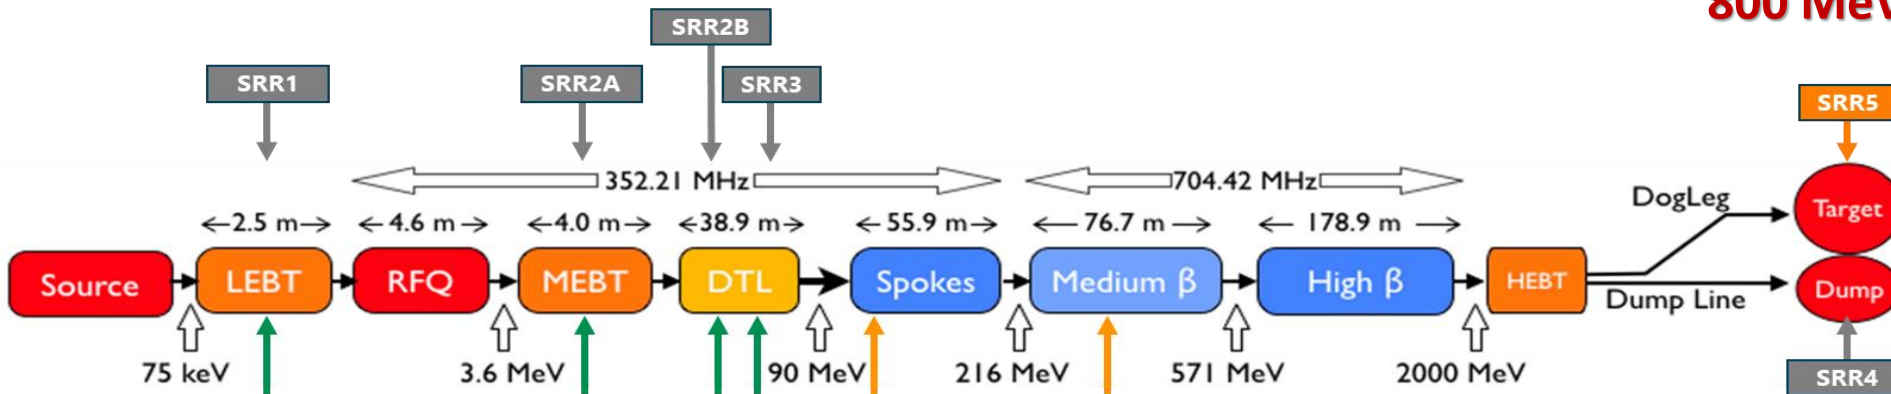 800 MeV
SRR2B
SRR1
SRR2A
SRR3
SRR5
352.21 MHz
704.42 MHz
2.5 m
4.6 m
4.0 m
38.9 m
55.9 m
76.7 m
178.9 m
DogLeg
Target
Source
LEBT
RFQ
MEBT
DTL
Spokes
Medium β
High β
HEBT
Dump Line
Dump
75 keV
3.6 MeV
90 MeV
216 MeV
571 MeV
2000 MeV
SRR4